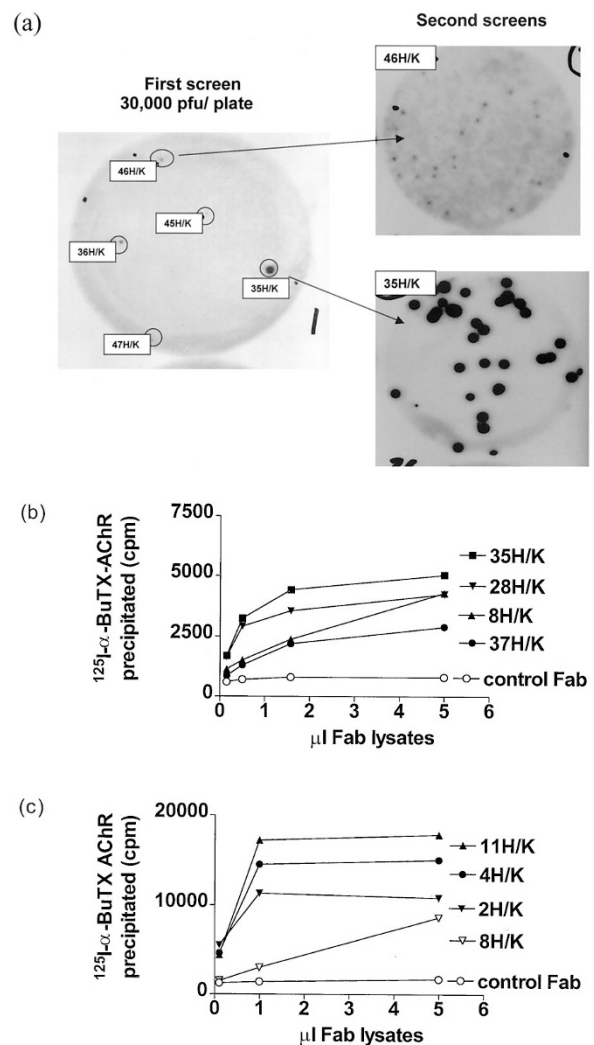 (a)
First screen
30,000 pfu/ plate
46H/K
45H/K
36H/K
35H/K
47H/K
Second screens
46H/K
35H/K
(b)
125I-α-BuTX-AChR
precipitated (cpm)
7500
5000
2500
0
0 1 2 3 4 5 6
μl Fab lysates
35H/K
28H/K
8H/K
37H/K
control Fab
(c)
125I-α-BuTX AChR
precipitated (cpm)
20000
10000
0
0 1 2 3 4 5 6
μl Fab lysates
11H/K
4H/K
2H/K
8H/K
control Fab